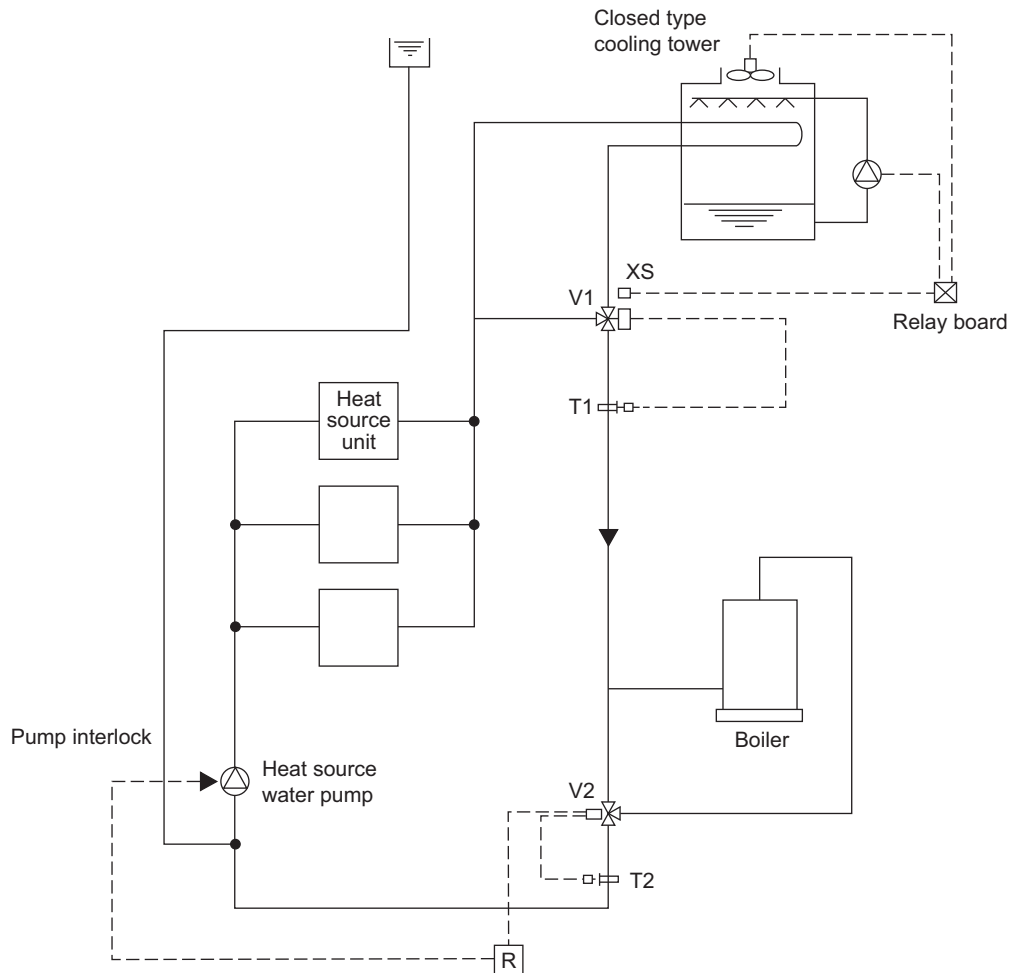 Closed type
cooling tower
XS
V1
Relay board
T1
Heat
source
unit
Pump interlock
Heat source
water pump
Boiler
V2
T2
R